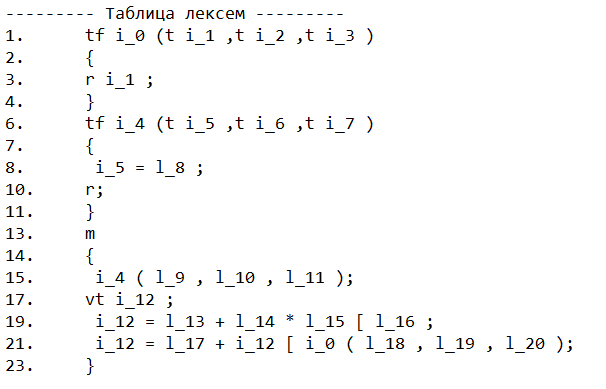 --------- Таблица лексем ---------
1.      tf i_0 (t i_1 ,t i_2 ,t i_3 )
2.      {
3.      r i_1 ;
4.      }
6.      tf i_4 (t i_5 ,t i_6 ,t i_7 )
7.      {
8.       i_5 = l_8 ;
10.     r;
11.     }
13.     m
14.     {
15.      i_4 ( l_9 , l_10 , l_11 );
17.     vt i_12 ;
19.      i_12 = l_13 + l_14 * l_15 [ l_16 ;
21.      i_12 = l_17 + i_12 [ i_0 ( l_18 , l_19 , l_20 );
23.     }